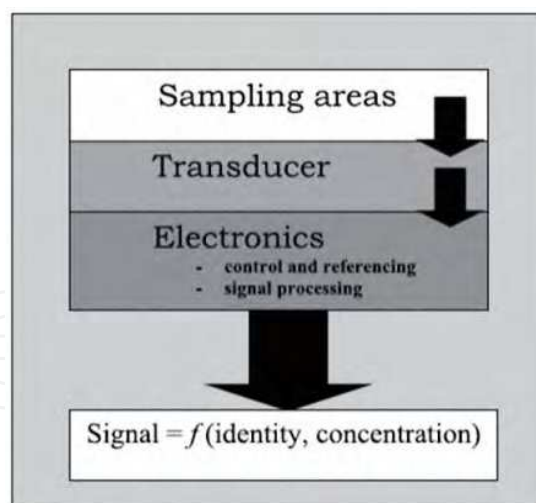 Sampling areas
Transducer
Electronics
- control and referencing
- signal processing
Signal = f(identity, concentration)